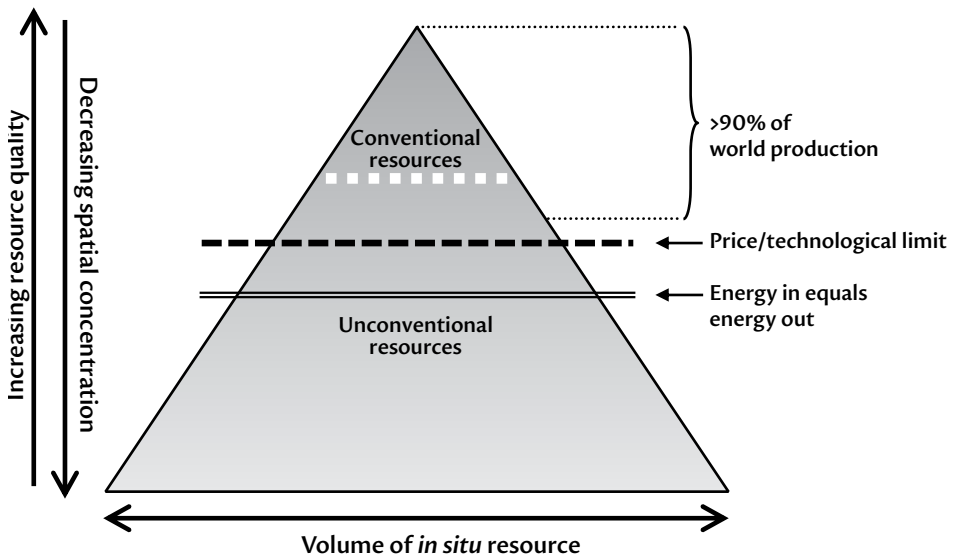 Increasing resource quality
Decreasing spatial concentration
Conventional
resources
>90% of
world production
Price/technological limit
Energy in equals
energy out
Unconventional
resources
Volume of in situ resource